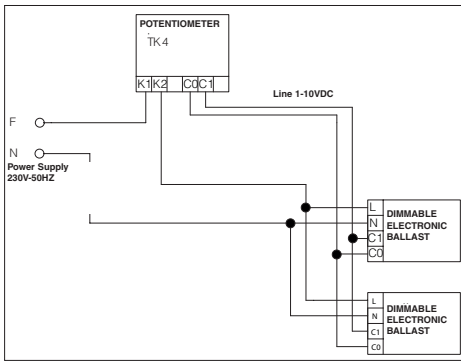 POTENTIOMETER
TK4
K1 K2 C0 C1
Line 1-10VDC
F
N
Power Supply
230V-50HZ
L
N
C1
C0
DIMMABLE
ELECTRONIC
BALLAST
L
N
C1
C0
DIMMABLE
ELECTRONIC
BALLAST